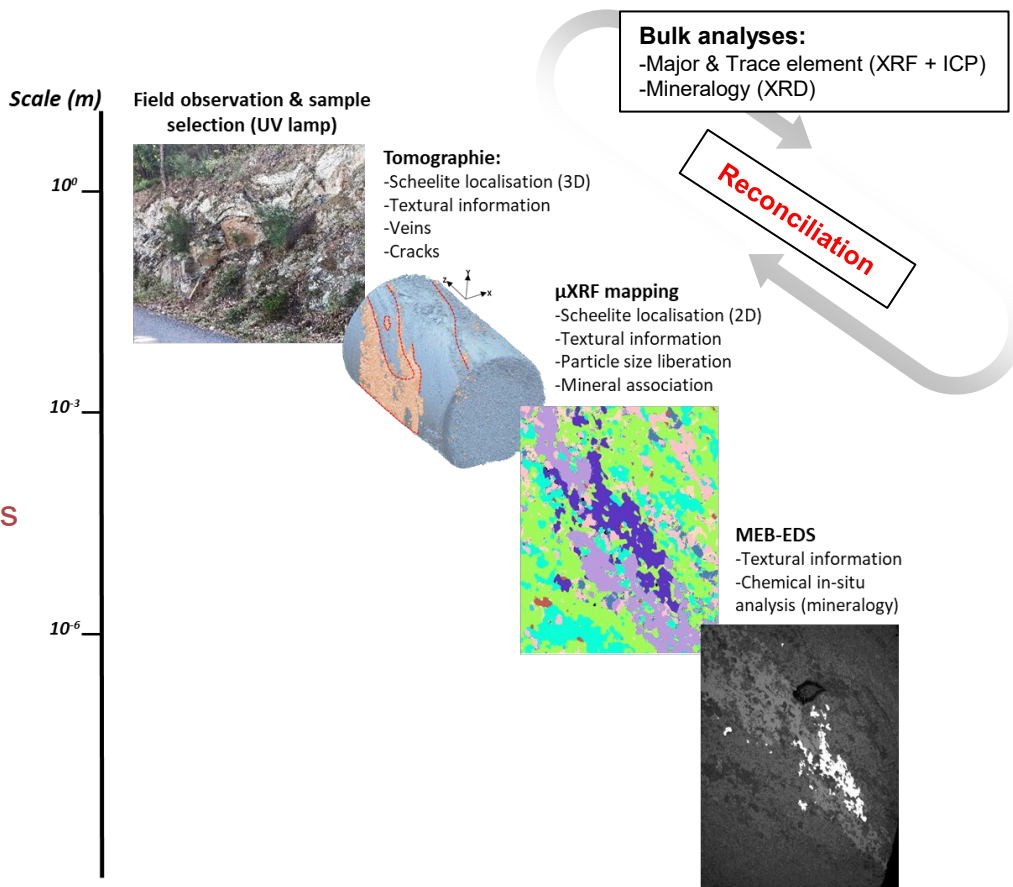 Bulk analyses:
-Major & Trace element (XRF + ICP)
-Mineralogy (XRD)
Reconciliation
Scale (m)
Field observation & sample
selection (UV lamp)
10⁰
Tomographie:
-Scheelite localisation (3D)
-Textural information
-Veins
-Cracks
Y
Z
X
µXRF mapping
-Scheelite localisation (2D)
-Textural information
-Particle size liberation
-Mineral association
10⁻³
s
MEB-EDS
-Textural information
-Chemical in-situ
analysis (mineralogy)
10⁻⁶